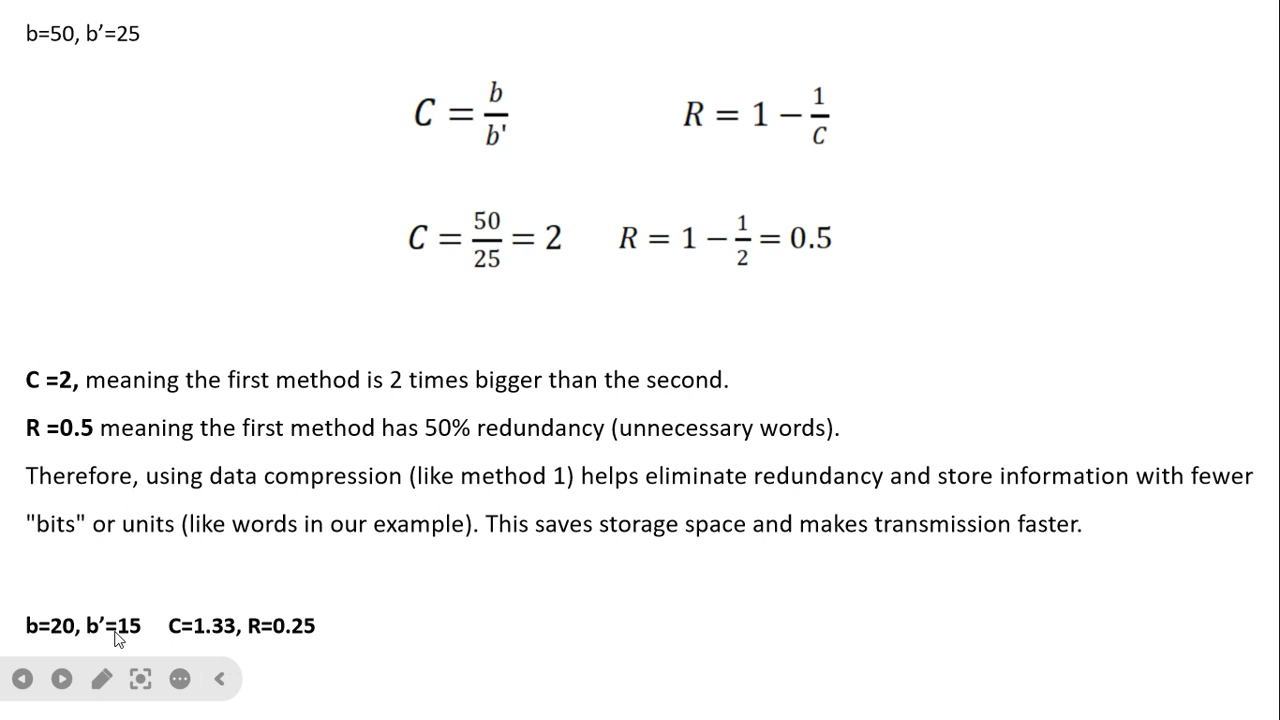 b=50, b’=25
C = b/b' R = 1 − 1/C
C = 50/25 = 2 R = 1 − 1/2 = 0.5
C =2, meaning the first method is 2 times bigger than the second.
R =0.5 meaning the first method has 50% redundancy (unnecessary words).
Therefore, using data compression (like method 1) helps eliminate redundancy and store information with fewer
"bits" or units (like words in our example). This saves storage space and makes transmission faster.
b=20, b’=15 C=1.33, R=0.25